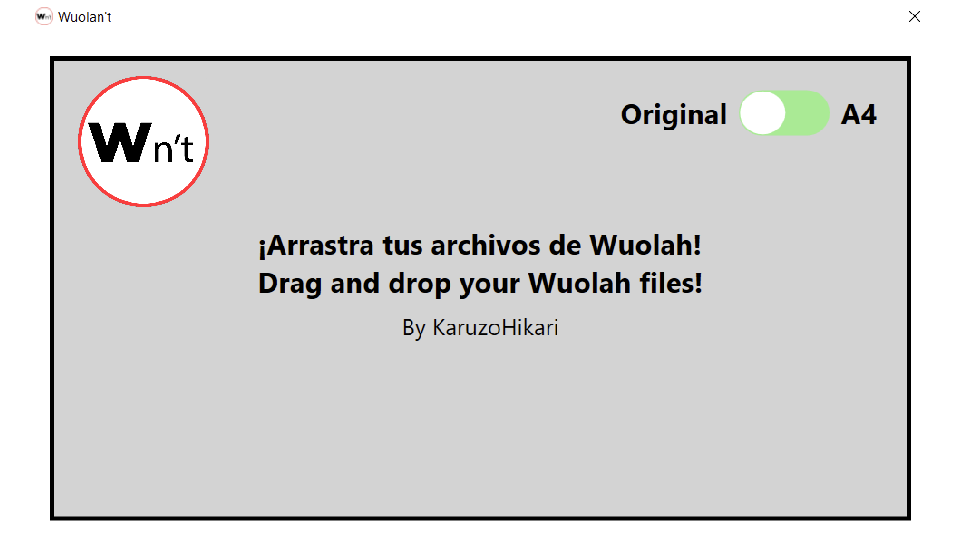 Wuolan't
Wn't
Original A4
¡Arrastra tus archivos de Wuolah!
Drag and drop your Wuolah files!
By KaruzoHikari